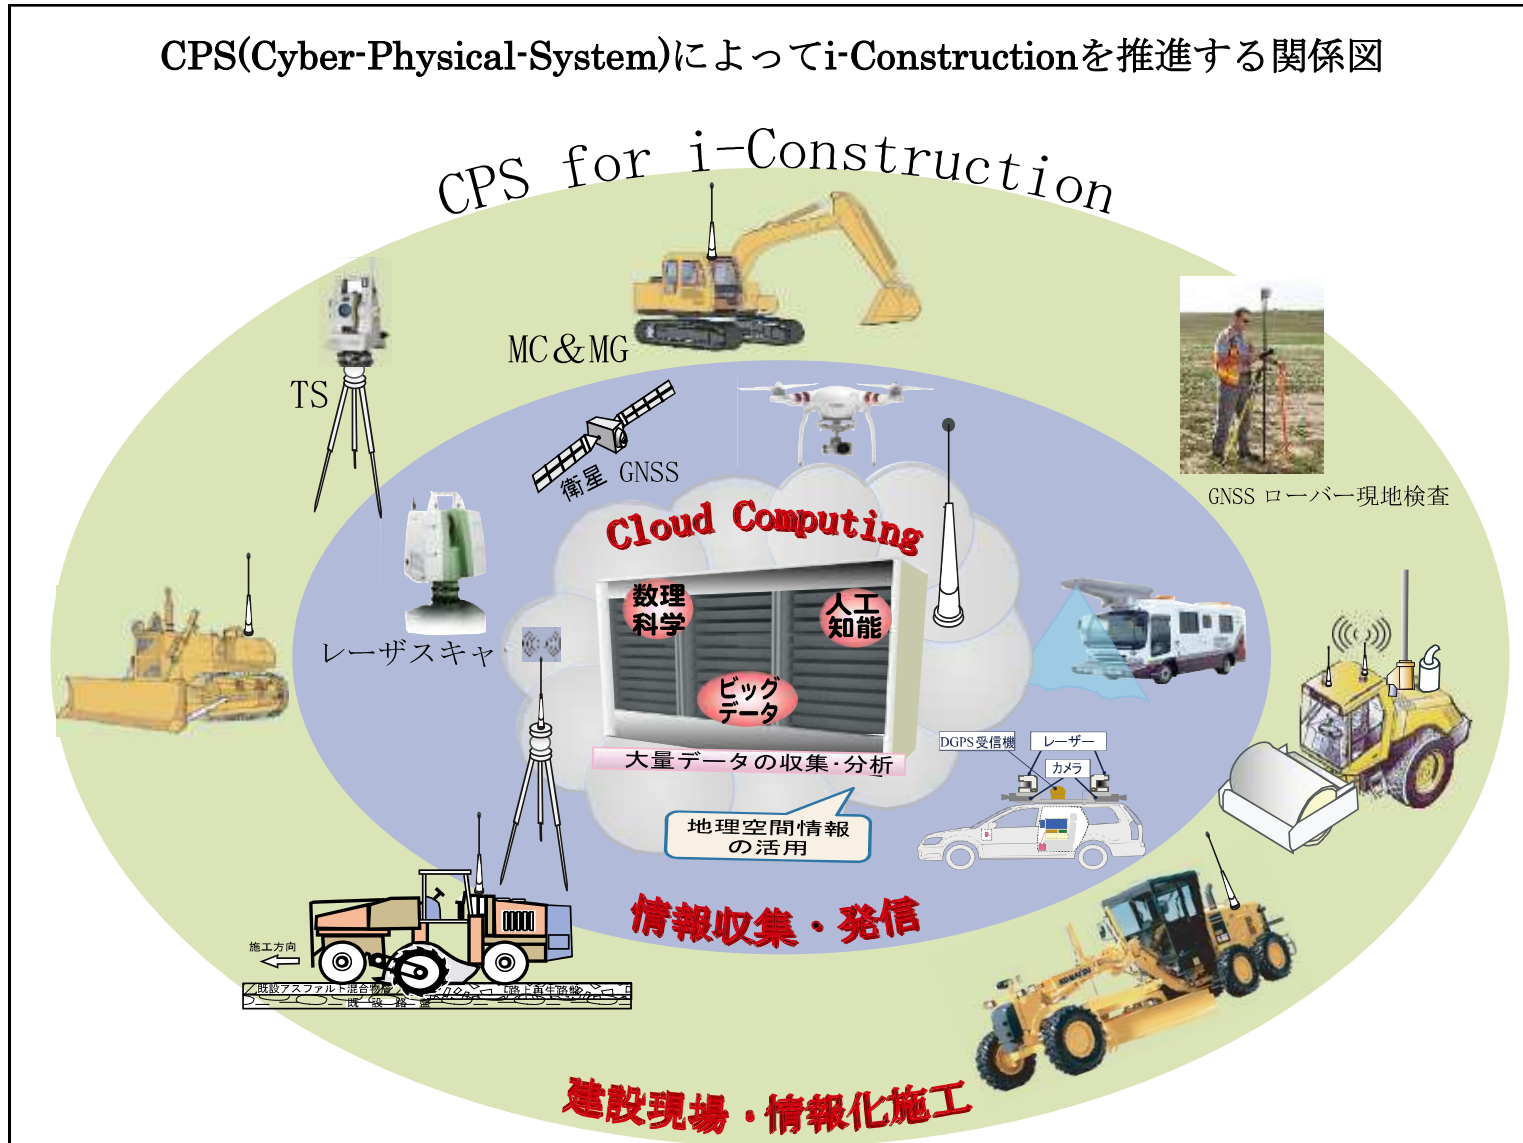 CPS(Cyber-Physical-System)によってi-Constructionを推進する関係図
CPS for i-Construction
MC＆MG
TS
衛星 GNSS
GNSS ローバー現地検査
Cloud Computing
数理
科学
人工
知能
レーザスキャ
ビッグ
データ
大量データの収集・分析
DGPS受信機
レーザー
カメラ
地理空間情報
の活用
情報収集・発信
施工方向
既設アスファルト混合物層
路上再生路盤
既設路盤
KOMATSU
建設現場・情報化施工